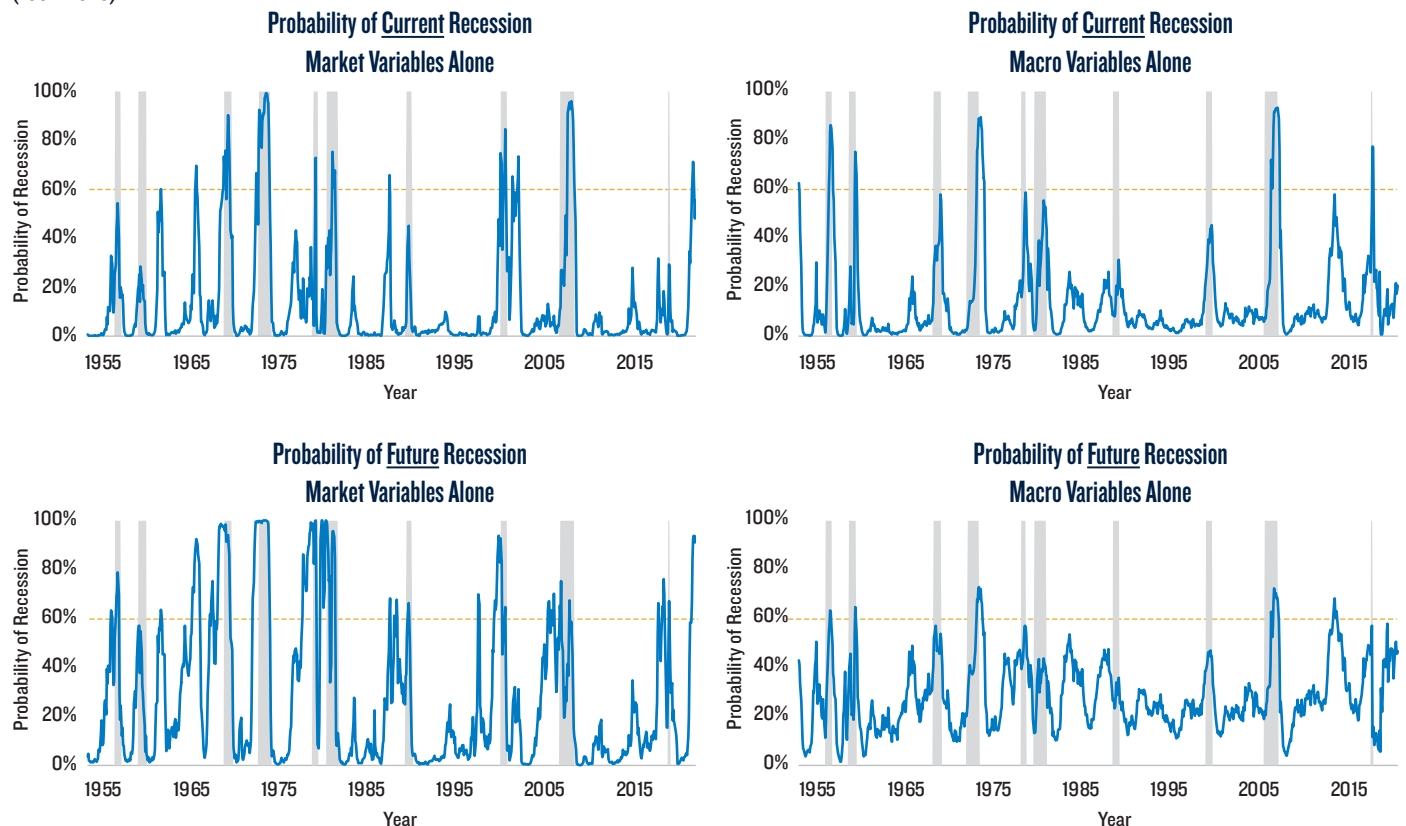 Probability of Current Recession
Market Variables Alone
100%
80%
60%
40%
20%
0%
Probability of Recession
1955 1965 1975 1985 1995 2005 2015
Year
Probability of Current Recession
Macro Variables Alone
100%
80%
60%
40%
20%
0%
Probability of Recession
1955 1965 1975 1985 1995 2005 2015
Year
Probability of Future Recession
Market Variables Alone
100%
80%
60%
40%
20%
0%
Probability of Recession
1955 1965 1975 1985 1995 2005 2015
Year
Probability of Future Recession
Macro Variables Alone
100%
80%
60%
40%
20%
0%
Probability of Recession
1955 1965 1975 1985 1995 2005 2015
Year